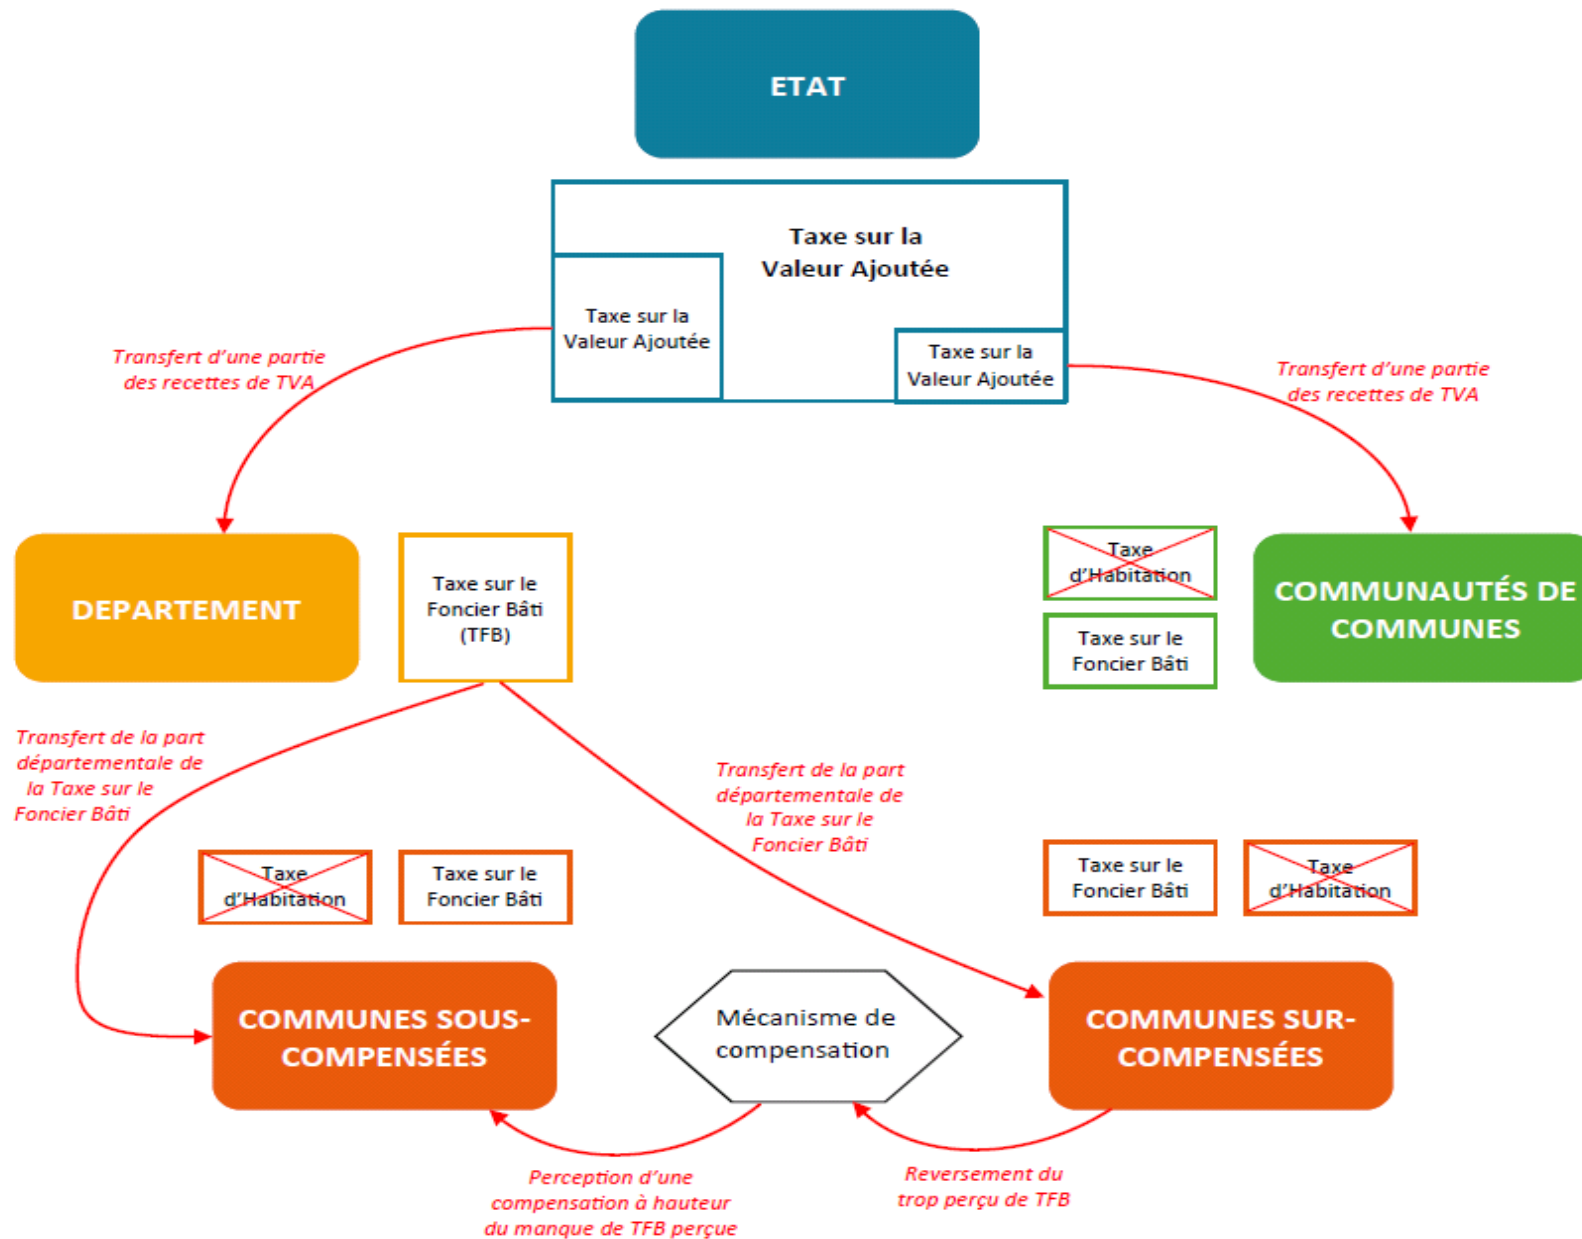 ETAT
Taxe sur la
Valeur Ajoutée
Taxe sur la
Valeur Ajoutée
Taxe sur la
Valeur Ajoutée
Transfert d'une partie
des recettes de TVA
Transfert d'une partie
des recettes de TVA
DEPARTEMENT
Taxe sur le
Foncier Bâti
(TFB)
Taxe
d'Habitation
Taxe sur le
Foncier Bâti
COMMUNAUTÉS DE
COMMUNES
Transfert de la part
départementale de
la Taxe sur le
Foncier Bâti
Transfert de la part
départementale de
la Taxe sur le
Foncier Bâti
Taxe
d'Habitation
Taxe sur le
Foncier Bâti
Taxe sur le
Foncier Bâti
Taxe
d'Habitation
COMMUNES SOUS-
COMPENSÉES
Mécanisme de
compensation
COMMUNES SUR-
COMPENSÉES
Perception d'une
compensation à hauteur
du manque de TFB perçue
Reversement du
trop perçu de TFB